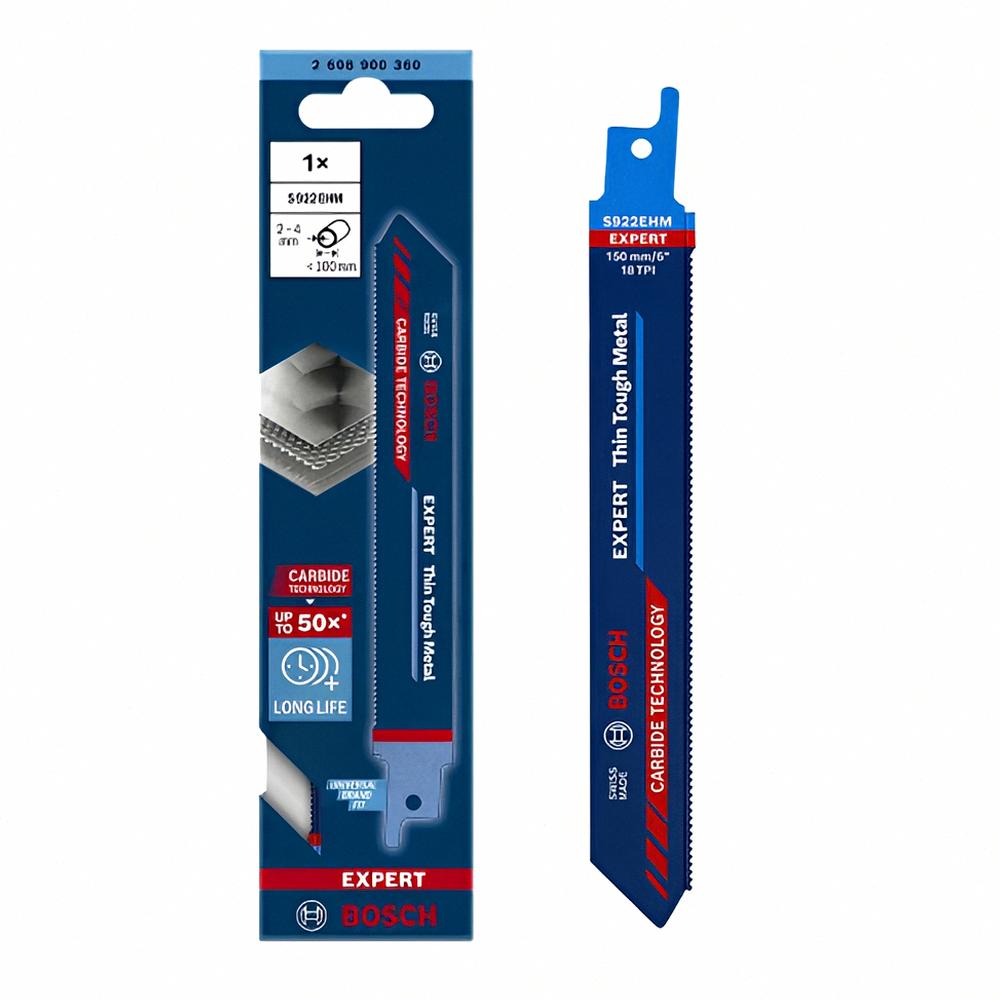 2 608 900 360
1×
S922EHM
2 - 4
mm
< 100 mm
CARBIDE TECHNOLOGY
BOSCH
EXPERT Thin Tough Metal
CARBIDE
TECHNOLOGY
UP
TO 50×*
LONG LIFE
EXPERT
BOSCH
S922EHM
EXPERT
150 mm/6"
18 TPI
EXPERT Thin Tough Metal
BOSCH
CARBIDE TECHNOLOGY
SWISS
MADE